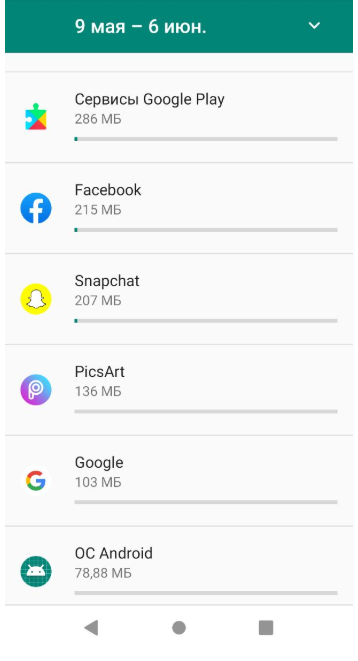 9 мая – 6 июн.
Сервисы Google Play
286 МБ
Facebook
215 МБ
Snapchat
207 МБ
PicsArt
136 МБ
Google
103 МБ
ОС Android
78,88 МБ